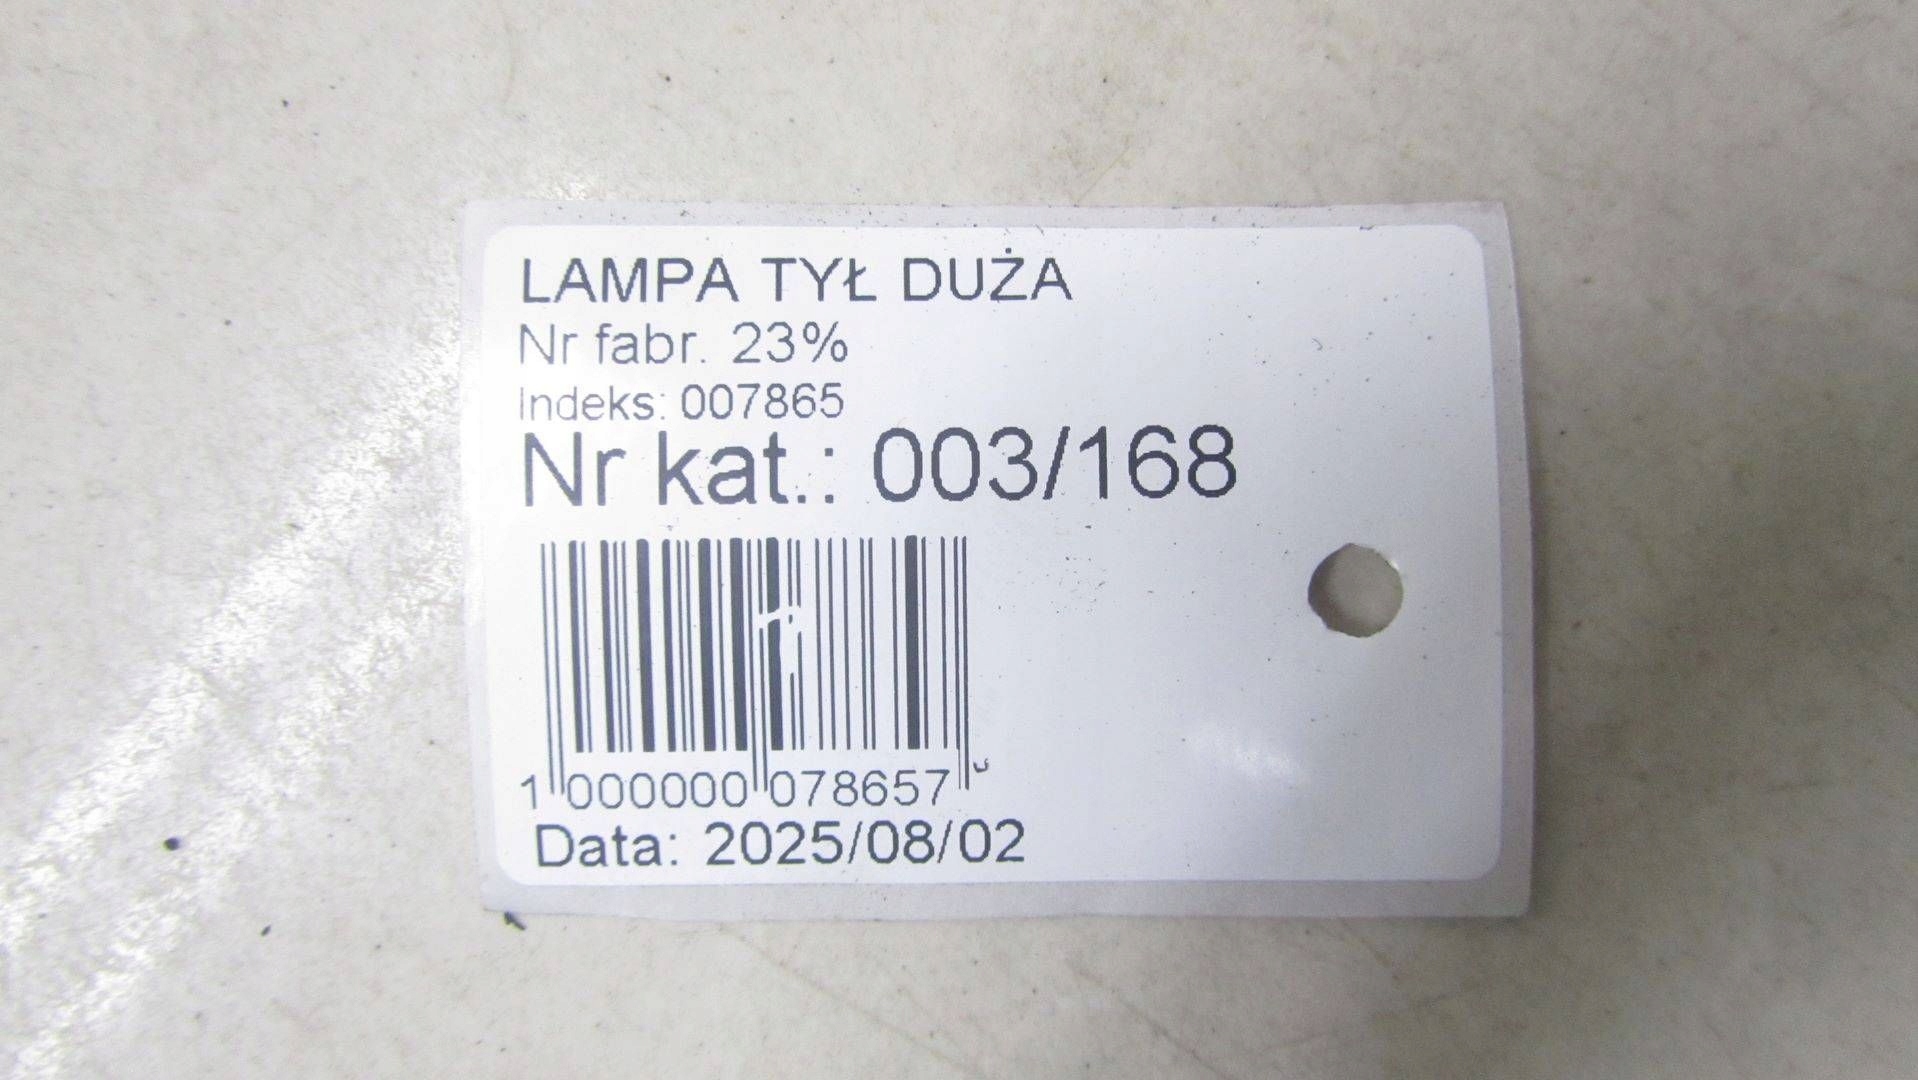 LAMPA TYŁ DUŻA
Nr fabr. 23%
Indeks: 007865
Nr kat.: 003/168
1 000000 078657
Data: 2025/08/02